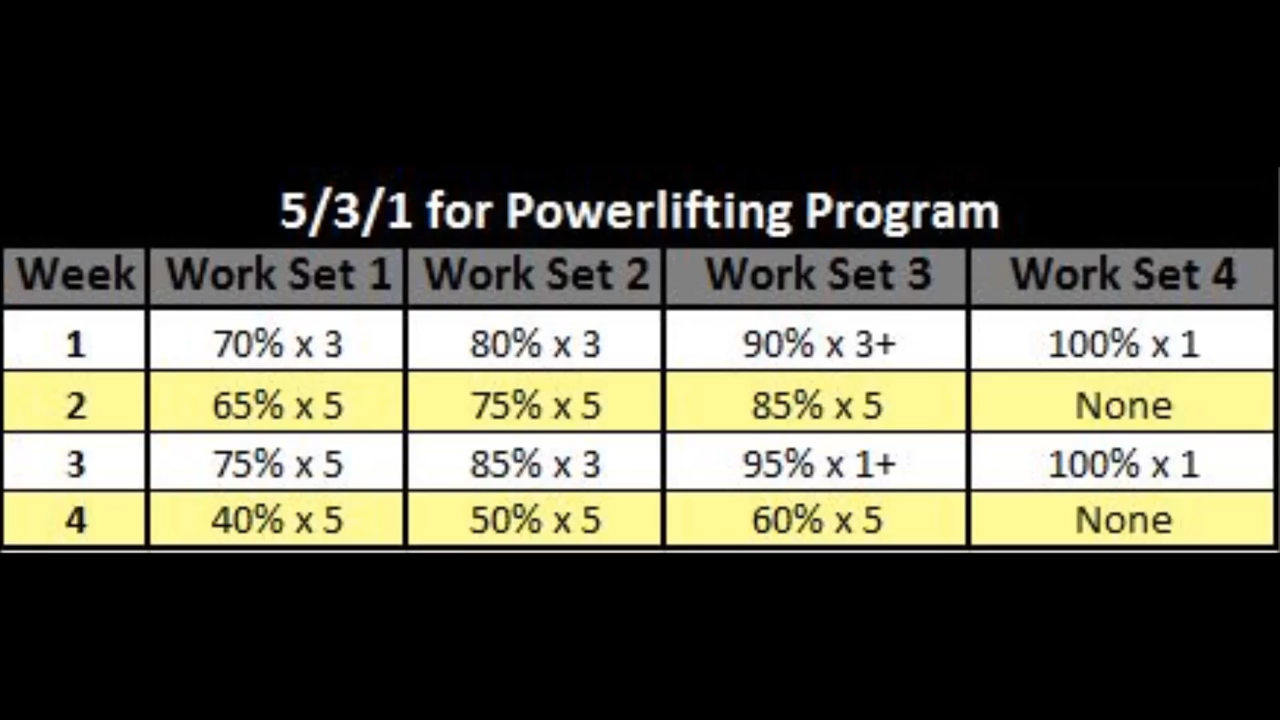 5/3/1 for Powerlifting Program
Week Work Set 1 Work Set 2 Work Set 3 Work Set 4
1 70% x 3 80% x 3 90% x 3+ 100% x 1
2 65% x 5 75% x 5 85% x 5 None
3 75% x 5 85% x 3 95% x 1+ 100% x 1
4 40% x 5 50% x 5 60% x 5 None